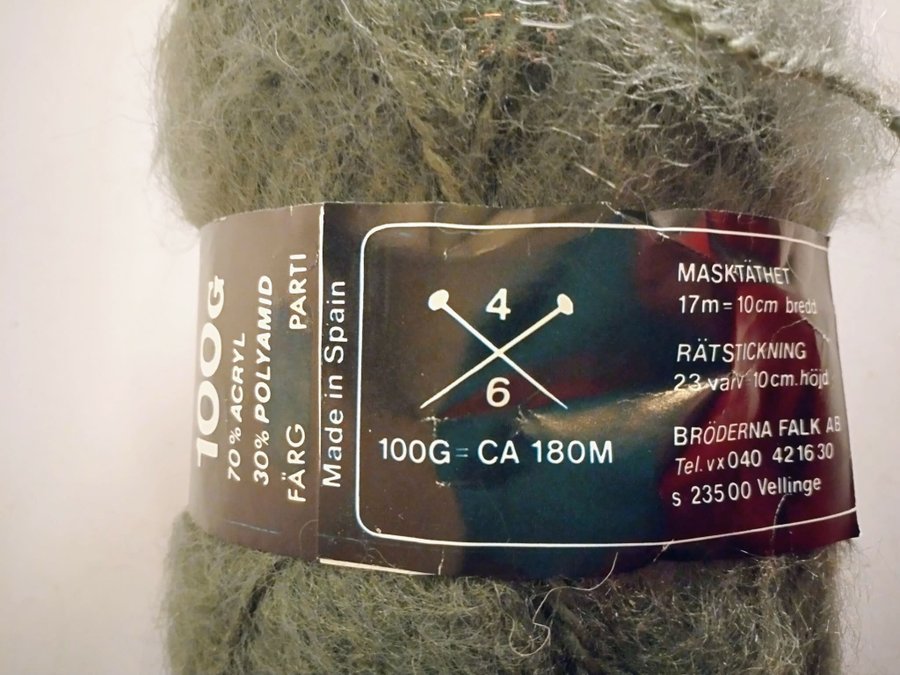 100G
70% ACRYL
30% POLYAMID
FÄRG PARTI
Made in Spain
4
6
100G = CA 180M
MASKTÄTHET
17m = 10cm bredd
RÄTSTICKNING
23 varv 10cm. höjd
BRÖDERNA FALK AB
Tel. vx 040 42 16 30
s 235 00 Vellinge